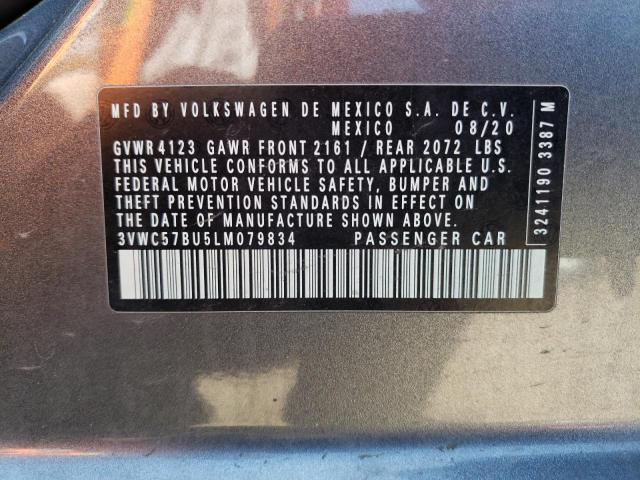 MFD BY VOLKSWAGEN DE MEXICO S.A. DE C.V.
MEXICO 08/20
GVWR 4123 GAWR FRONT 2161 / REAR 2072 LBS
THIS VEHICLE CONFORMS TO ALL APPLICABLE U.S.
FEDERAL MOTOR VEHICLE SAFETY, BUMPER AND
THEFT PREVENTION STANDARDS IN EFFECT ON
THE DATE OF MANUFACTURE SHOWN ABOVE.
3VWC57BU5LM079834 PASSENGER CAR
3241190 3387 M